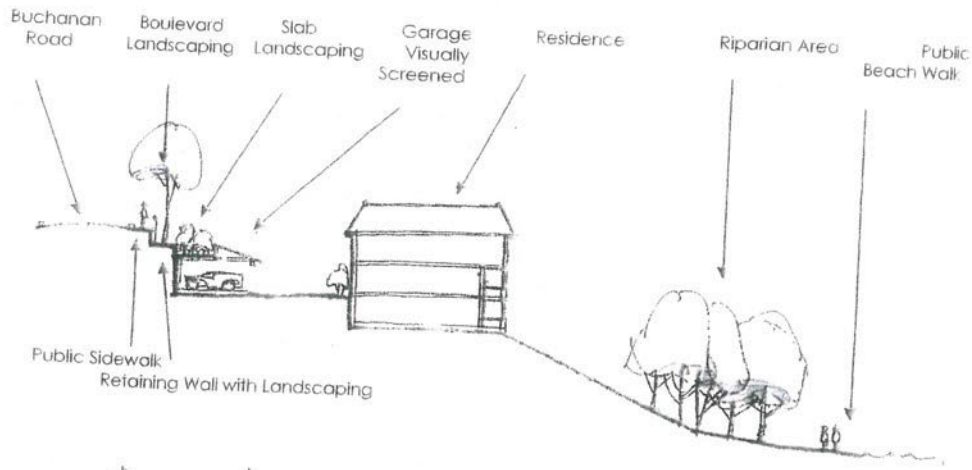 Buchanan
Road
Boulevard
Landscaping
Slab
Landscaping
Garage
Visually
Screened
Residence
Riparian Area
Public
Beach Walk
Public Sidewalk
Retaining Wall with Landscaping